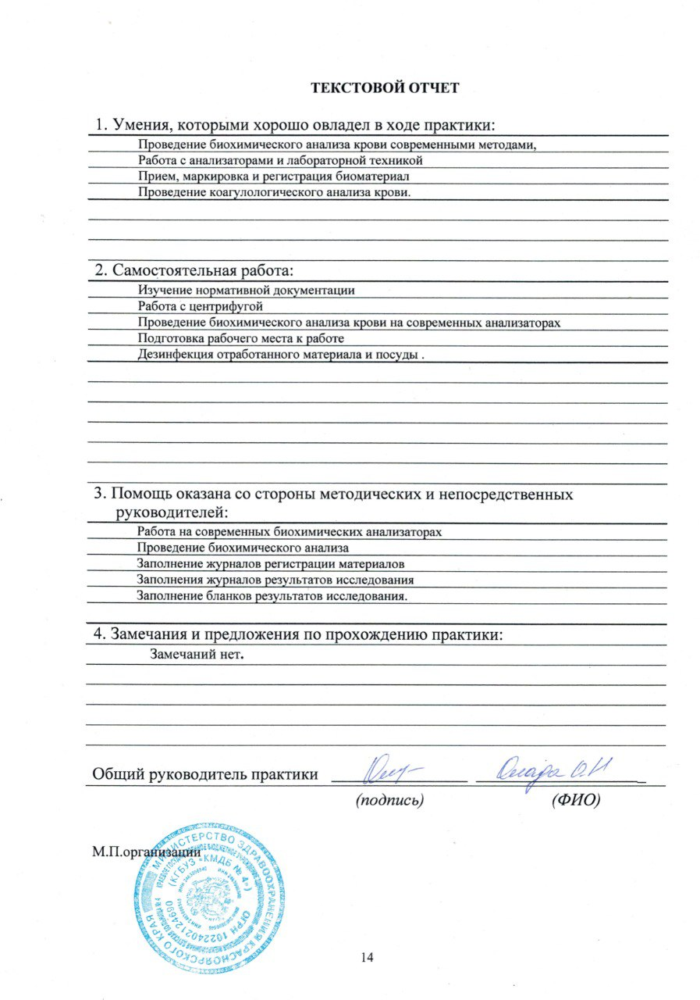 ТЕКСТОВОЙ ОТЧЕТ
1. Умения, которыми хорошо овладел в ходе практики:
Проведение биохимического анализа крови современными методами,
Работа с анализаторами и лабораторной техникой
Прием, маркировка и регистрация биоматериал
Проведение коагулологического анализа крови.
2. Самостоятельная работа:
Изучение нормативной документации
Работа с центрифугой
Проведение биохимического анализа крови на современных анализаторах
Подготовка рабочего места к работе
Дезинфекция отработанного материала и посуды .
3. Помощь оказана со стороны методических и непосредственных
руководителей:
Работа на современных биохимических анализаторах
Проведение биохимического анализа
Заполнение журналов регистрации материалов
Заполнения журналов результатов исследования
Заполнение бланков результатов исследования.
4. Замечания и предложения по прохождению практики:
Замечаний нет.
Общий руководитель практики О.Н
(подпись) (ФИО)
М.П.организации
МИНИСТЕРСТВО ЗДРАВООХРАНЕНИЯ КРАСНОЯРСКОГО КРАЯ
(КГБУЗ «КМДБ № 4»)
ОГРН 1022402124690
14